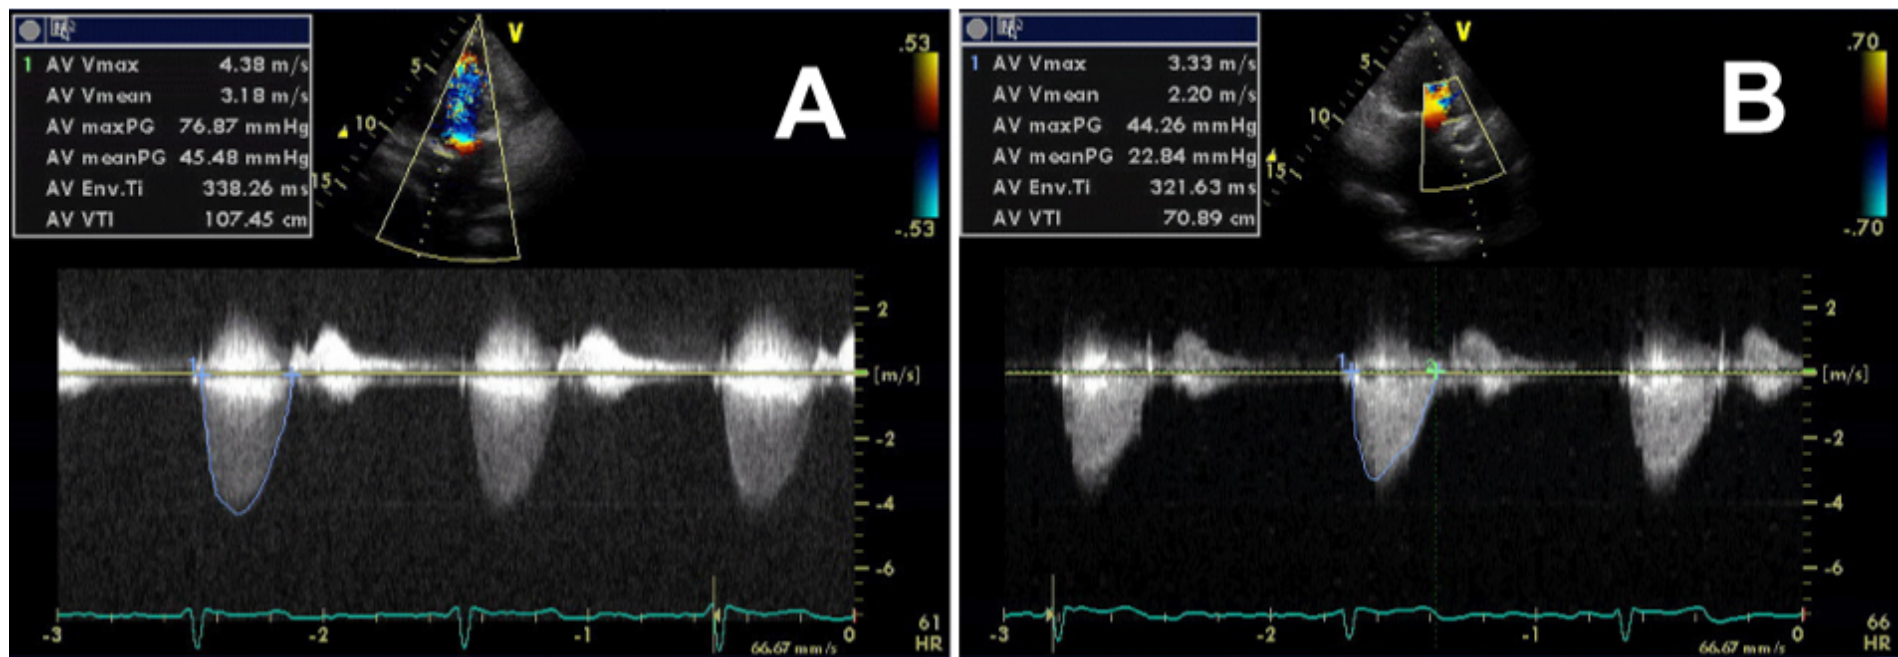 A
1 AV Vmax 4.38 m/s
AV Vmean 3.18 m/s
AV maxPG 76.87 mmHg
AV meanPG 45.48 mmHg
AV Env.Ti 338.26 ms
AV VTI 107.45 cm
V
5
10
15
.53
-.53
1
2
[m/s]
-2
-4
-6
-3 -2 -1 0
66.67 mm/s
61
HR
B
1 AV Vmax 3.33 m/s
AV Vmean 2.20 m/s
AV maxPG 44.26 mmHg
AV meanPG 22.84 mmHg
AV Env.Ti 321.63 ms
AV VTI 70.89 cm
V
5
10
15
.70
-.70
1
2
[m/s]
-2
-4
-6
-3 -2 -1 0
66.67 mm/s
66
HR